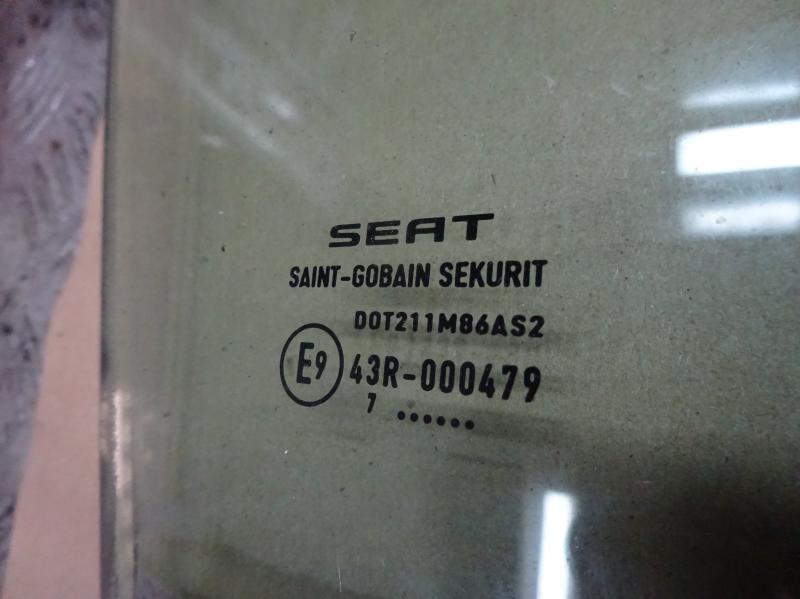 SEAT
SAINT-GOBAIN SEKURIT
DOT211M86AS2
E9 43R-000479
7 ......